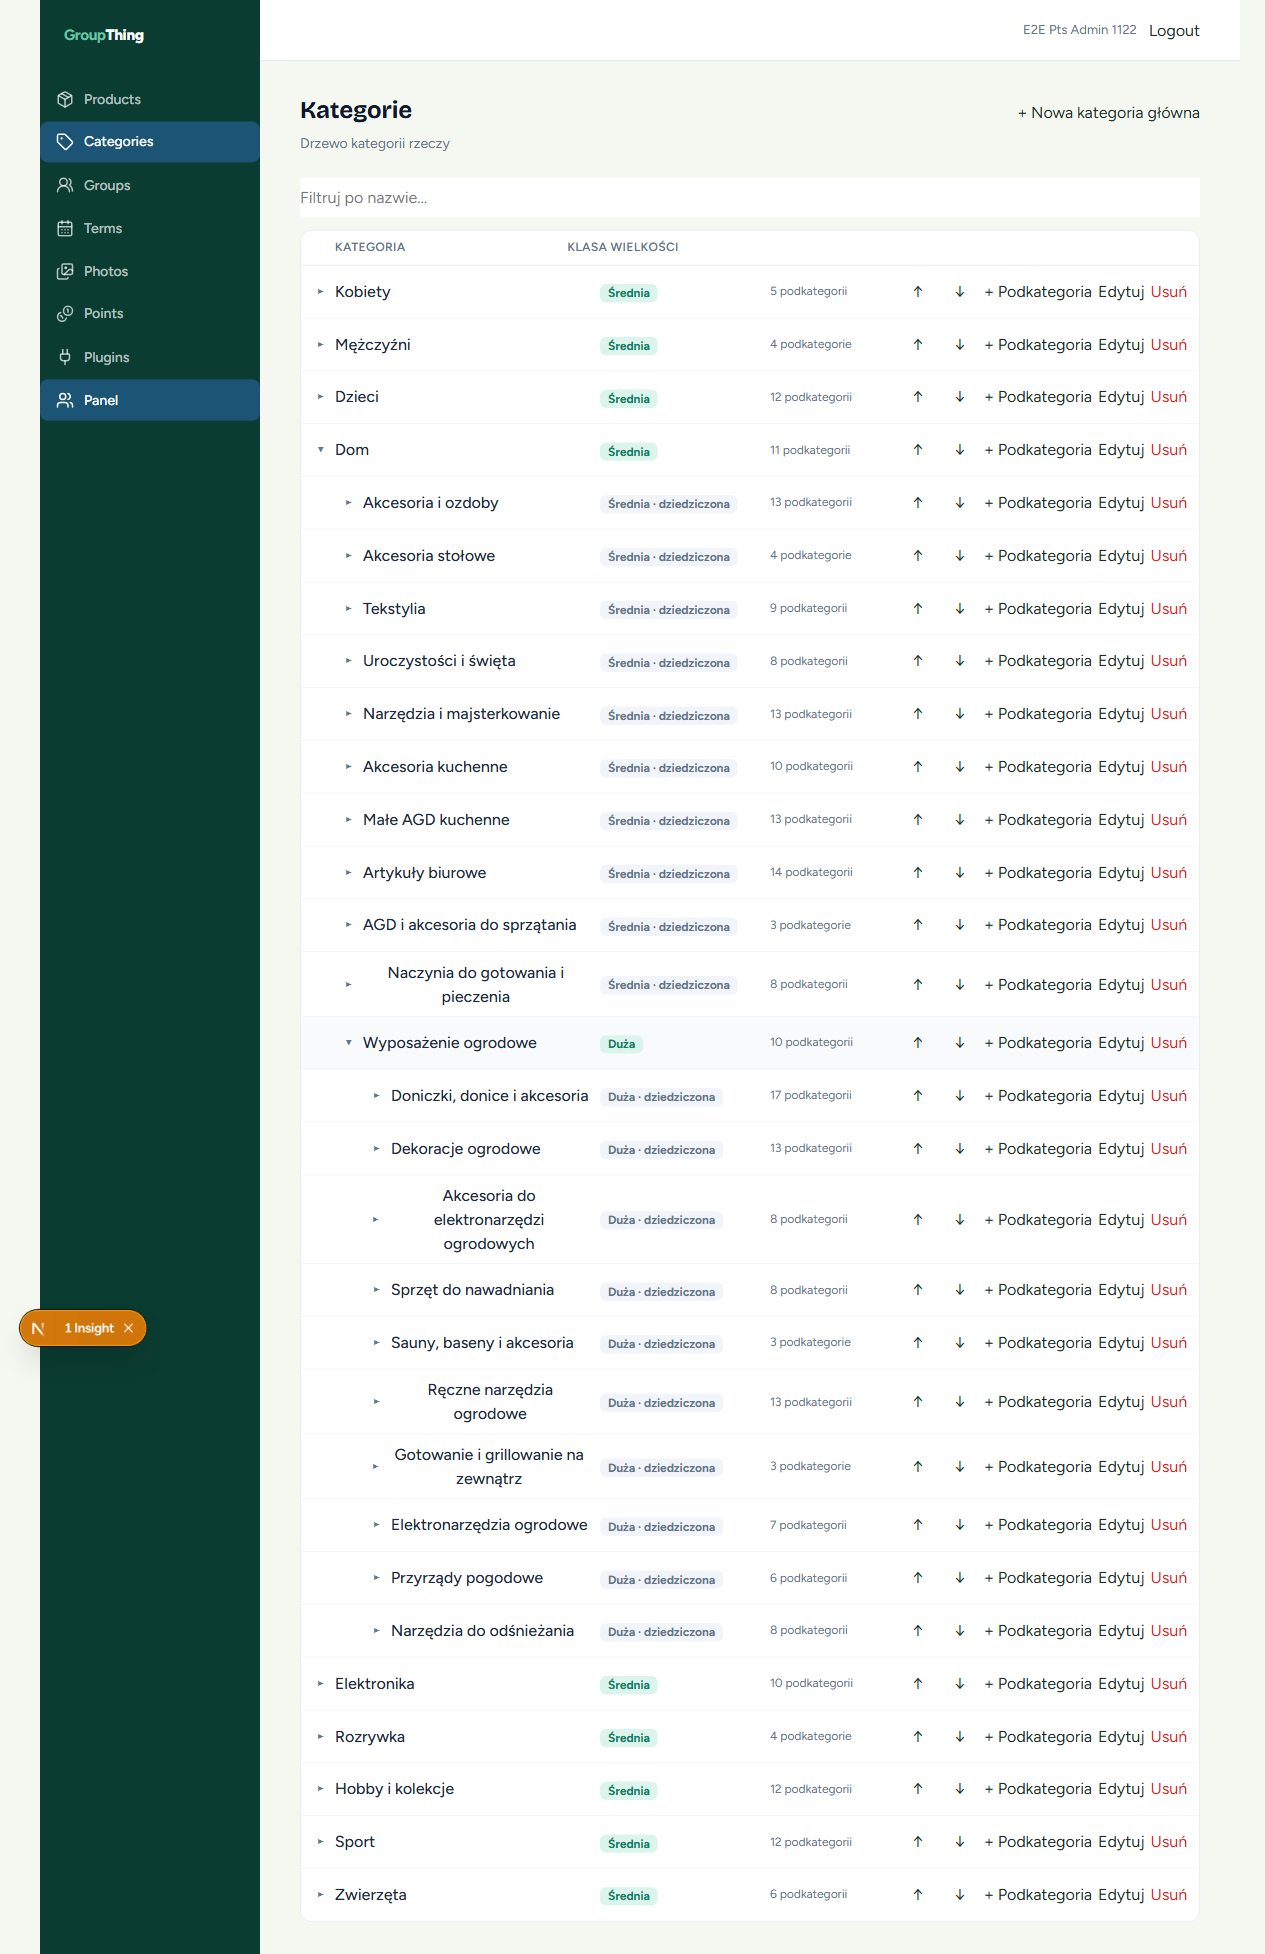 GroupThing
E2E Pts Admin 1122 Logout
Products
Categories
Groups
Terms
Photos
Points
Plugins
Panel
Kategorie
+ Nowa kategoria główna
Drzewo kategorii rzeczy
Filtruj po nazwie...
KATEGORIA KLASA WIELKOŚCI
▸ Kobiety Średnia 5 podkategorii ↑ ↓ + Podkategoria Edytuj Usuń
▸ Mężczyźni Średnia 4 podkategorie ↑ ↓ + Podkategoria Edytuj Usuń
▸ Dzieci Średnia 12 podkategorii ↑ ↓ + Podkategoria Edytuj Usuń
▾ Dom Średnia 11 podkategorii ↑ ↓ + Podkategoria Edytuj Usuń
▸ Akcesoria i ozdoby Średnia · dziedziczona 13 podkategorii ↑ ↓ + Podkategoria Edytuj Usuń
▸ Akcesoria stołowe Średnia · dziedziczona 4 podkategorie ↑ ↓ + Podkategoria Edytuj Usuń
▸ Tekstylia Średnia · dziedziczona 9 podkategorii ↑ ↓ + Podkategoria Edytuj Usuń
▸ Uroczystości i święta Średnia · dziedziczona 8 podkategorii ↑ ↓ + Podkategoria Edytuj Usuń
▸ Narzędzia i majsterkowanie Średnia · dziedziczona 13 podkategorii ↑ ↓ + Podkategoria Edytuj Usuń
▸ Akcesoria kuchenne Średnia · dziedziczona 10 podkategorii ↑ ↓ + Podkategoria Edytuj Usuń
▸ Małe AGD kuchenne Średnia · dziedziczona 13 podkategorii ↑ ↓ + Podkategoria Edytuj Usuń
▸ Artykuły biurowe Średnia · dziedziczona 14 podkategorii ↑ ↓ + Podkategoria Edytuj Usuń
▸ AGD i akcesoria do sprzątania Średnia · dziedziczona 3 podkategorie ↑ ↓ + Podkategoria Edytuj Usuń
Naczynia do gotowania i
pieczenia
▸ Średnia · dziedziczona 8 podkategorii ↑ ↓ + Podkategoria Edytuj Usuń
▾ Wyposażenie ogrodowe Duża 10 podkategorii ↑ ↓ + Podkategoria Edytuj Usuń
▸ Doniczki, donice i akcesoria Duża · dziedziczona 17 podkategorii ↑ ↓ + Podkategoria Edytuj Usuń
▸ Dekoracje ogrodowe Duża · dziedziczona 13 podkategorii ↑ ↓ + Podkategoria Edytuj Usuń
Akcesoria do
elektronarzędzi
ogrodowych
▸ Duża · dziedziczona 8 podkategorii ↑ ↓ + Podkategoria Edytuj Usuń
▸ Sprzęt do nawadniania Duża · dziedziczona 8 podkategorii ↑ ↓ + Podkategoria Edytuj Usuń
▸ Sauny, baseny i akcesoria Duża · dziedziczona 3 podkategorie ↑ ↓ + Podkategoria Edytuj Usuń
Ręczne narzędzia
ogrodowe
▸ Duża · dziedziczona 13 podkategorii ↑ ↓ + Podkategoria Edytuj Usuń
Gotowanie i grillowanie na
zewnątrz
▸ Duża · dziedziczona 3 podkategorie ↑ ↓ + Podkategoria Edytuj Usuń
▸ Elektronarzędzia ogrodowe Duża · dziedziczona 7 podkategorii ↑ ↓ + Podkategoria Edytuj Usuń
▸ Przyrządy pogodowe Duża · dziedziczona 6 podkategorii ↑ ↓ + Podkategoria Edytuj Usuń
▸ Narzędzia do odśnieżania Duża · dziedziczona 8 podkategorii ↑ ↓ + Podkategoria Edytuj Usuń
▸ Elektronika Średnia 10 podkategorii ↑ ↓ + Podkategoria Edytuj Usuń
▸ Rozrywka Średnia 4 podkategorie ↑ ↓ + Podkategoria Edytuj Usuń
▸ Hobby i kolekcje Średnia 12 podkategorii ↑ ↓ + Podkategoria Edytuj Usuń
▸ Sport Średnia 12 podkategorii ↑ ↓ + Podkategoria Edytuj Usuń
▸ Zwierzęta Średnia 6 podkategorii ↑ ↓ + Podkategoria Edytuj Usuń
N 1 Insight ×